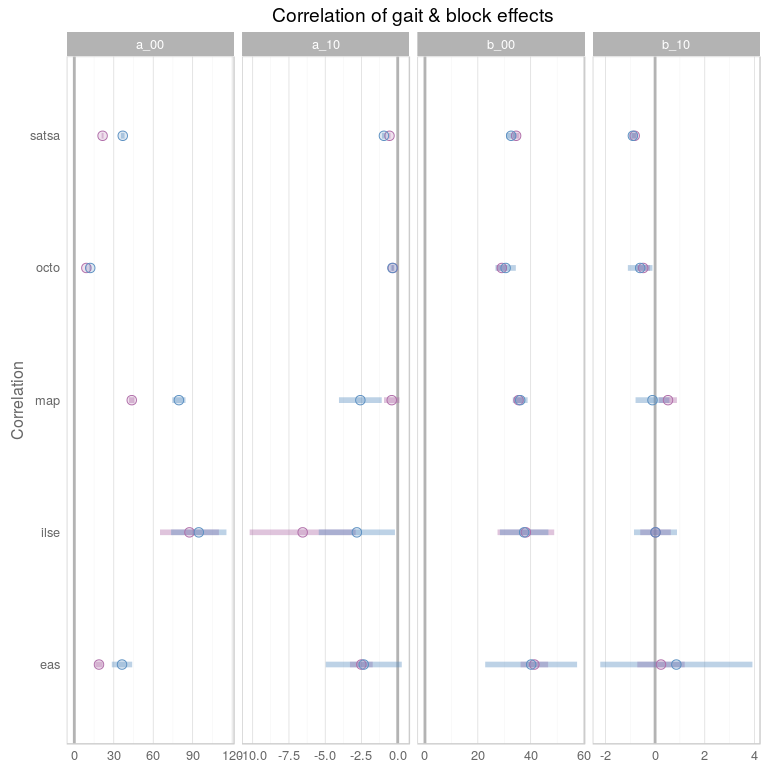 Correlation of gait & block effects
a_00 a_10 b_00 b_10
satsa
octo
map
ilse
eas
Correlation
0 30 60 90 120 -10.0 -7.5 -5.0 -2.5 0.0 0 20 40 60 -2 0 2 4